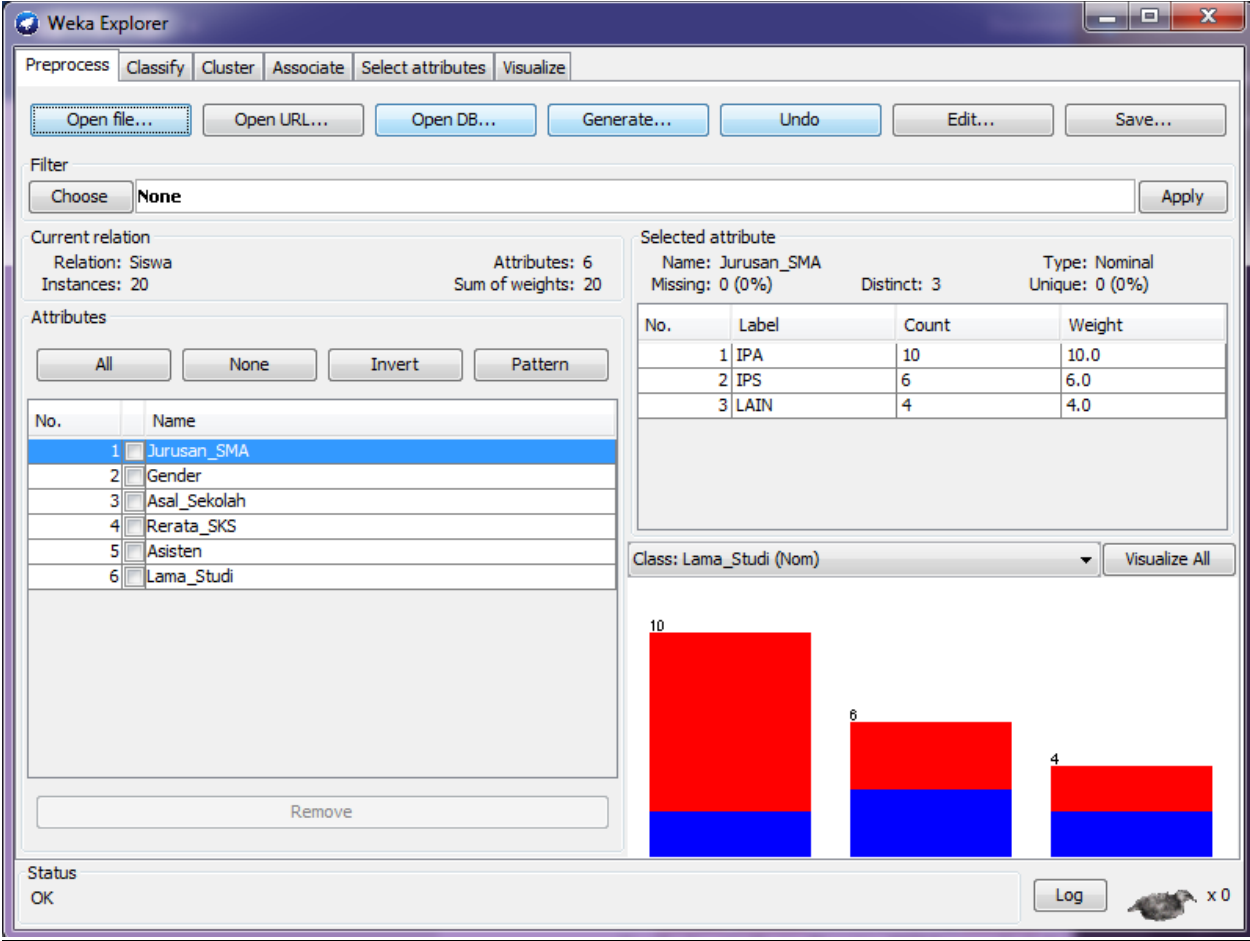 Weka Explorer
Preprocess Classify Cluster Associate Select attributes Visualize
Open file... Open URL... Open DB... Generate... Undo Edit... Save...
Filter
Choose None Apply
Current relation
Relation: Siswa Attributes: 6
Instances: 20 Sum of weights: 20
Attributes
All None Invert Pattern
No. Name
1 Jurusan_SMA
2 Gender
3 Asal_Sekolah
4 Rerata_SKS
5 Asisten
6 Lama_Studi
Remove
Selected attribute
Name: Jurusan_SMA Type: Nominal
Missing: 0 (0%) Distinct: 3 Unique: 0 (0%)
No. Label Count Weight
1 IPA 10 10.0
2 IPS 6 6.0
3 LAIN 4 4.0
Class: Lama_Studi (Nom) Visualize All
10
6
4
Status
OK
Log x 0